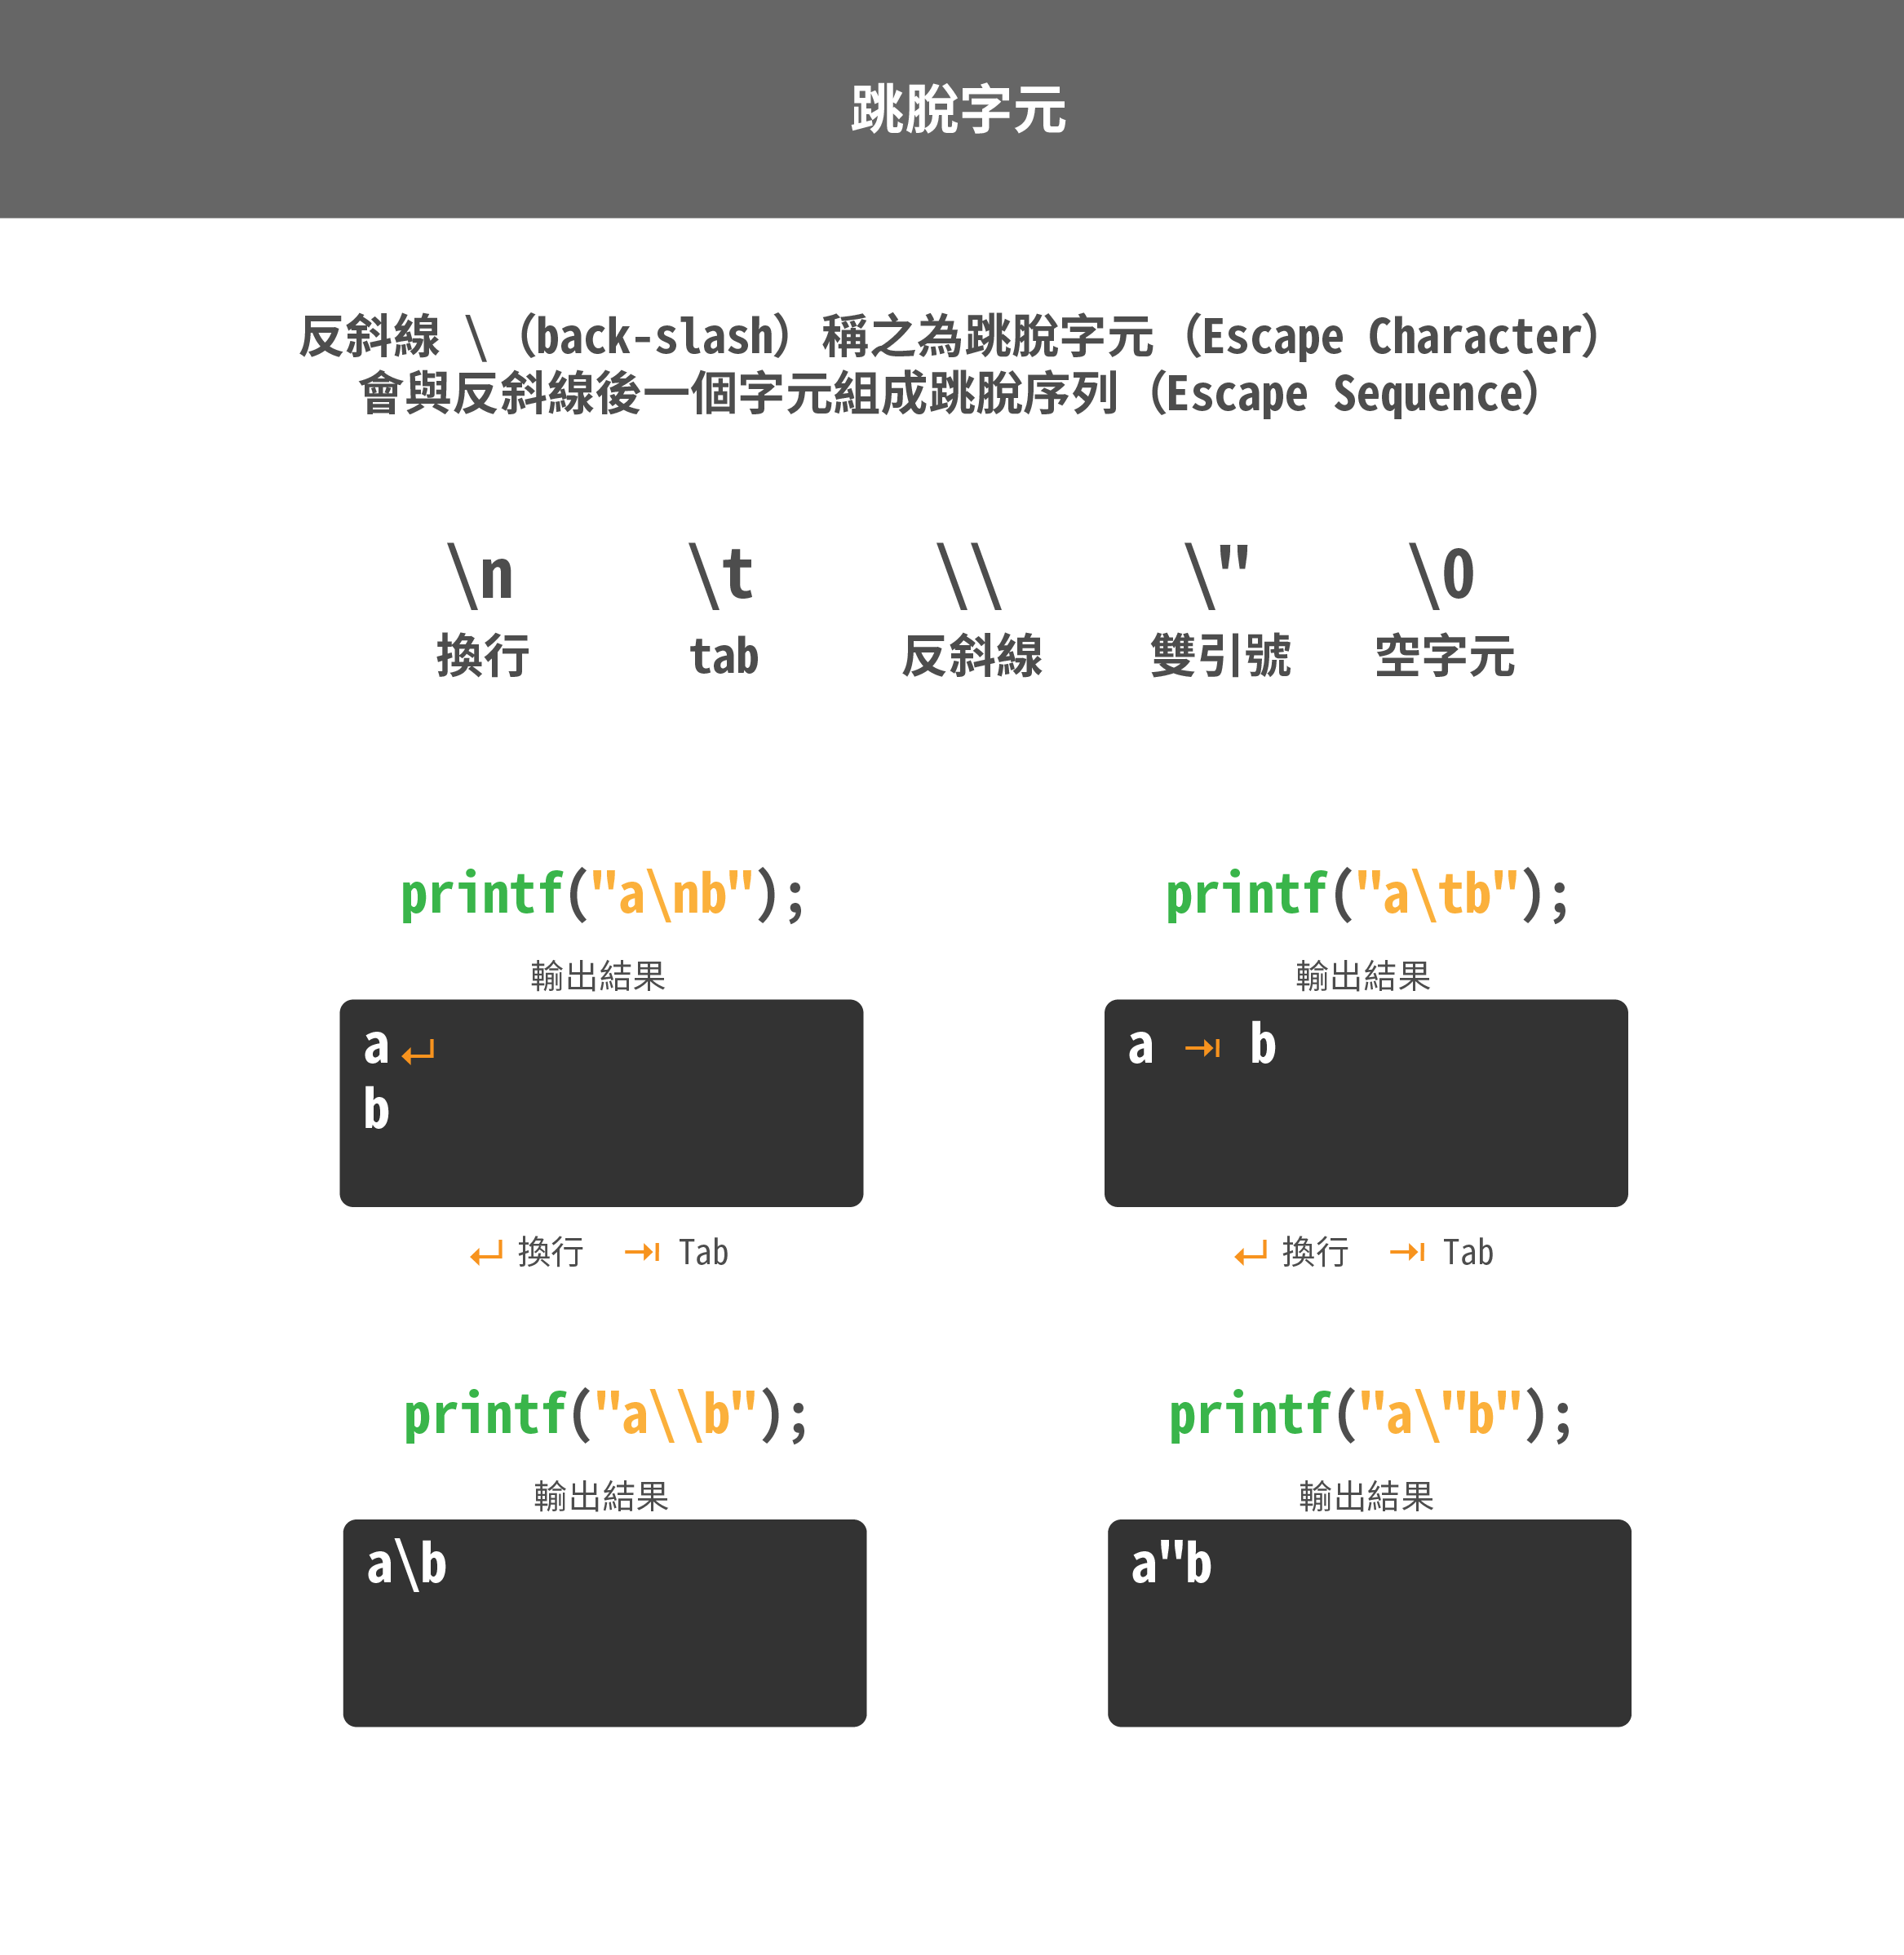 跳脫字元
反斜線 \（back-slash）稱之為跳脫字元（Escape Character）
會與反斜線後一個字元組成跳脫序列（Escape Sequence）
\n \t \\ \" \0
換行 tab 反斜線 雙引號 空字元
printf("a\nb"); printf("a\tb");
輸出結果 輸出結果
a a b
b
換行 Tab 換行 Tab
printf("a\\b"); printf("a\"b");
輸出結果 輸出結果
a\b a"b